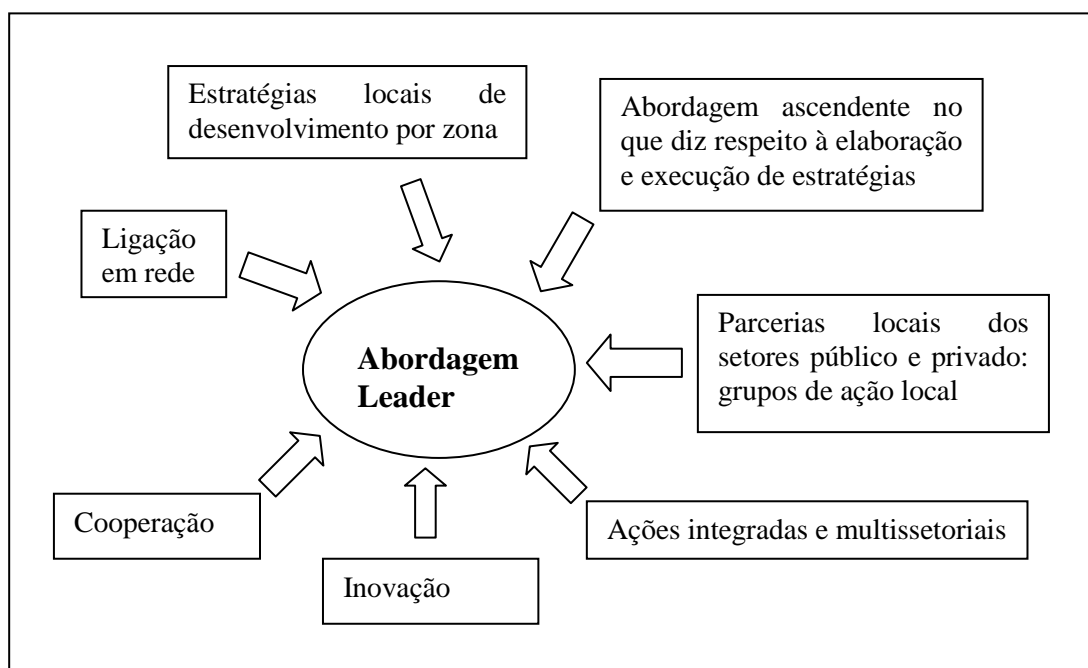 Estratégias locais de
desenvolvimento por zona
Abordagem ascendente no
que diz respeito à elaboração
e execução de estratégias
Ligação
em rede
Parcerias locais dos
setores público e privado:
grupos de ação local
Abordagem
Leader
Cooperação
Ações integradas e multissetoriais
Inovação